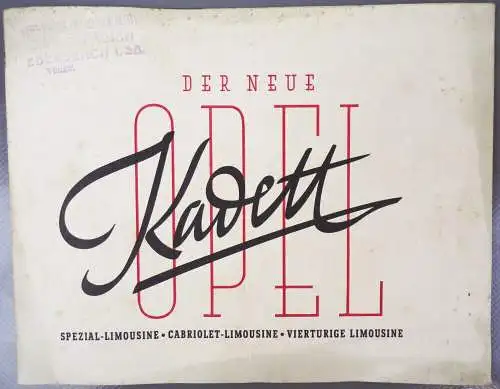 DER NEUE
OPEL
Kadett
SPEZIAL-LIMOUSINE • CABRIOLET-LIMOUSINE • VIERTÜRIGE LIMOUSINE